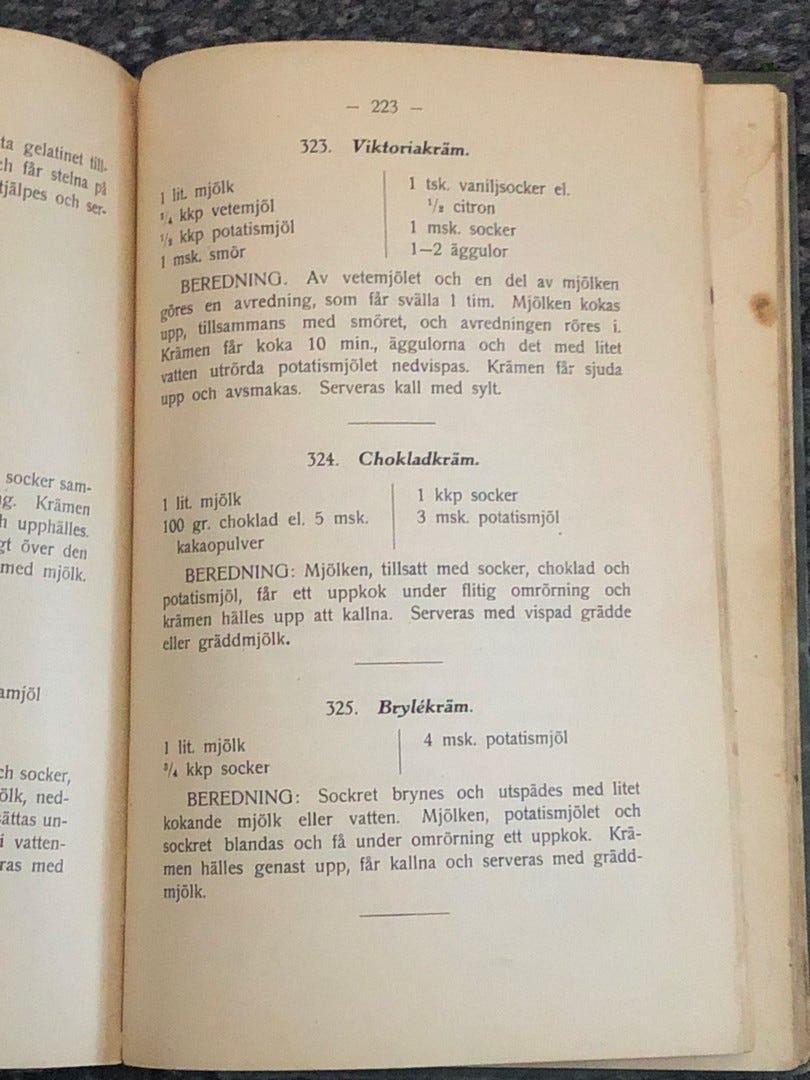 ta gelatinet till-
ch får stelna på
tjälpes och ser-
socker sam-
ng. Krämen
h upphälles.
gt över den
med mjölk.
amjöl
ch socker,
ölk, ned-
ättas un-
i vatten-
ras med
— 223 —
323. Viktoriakräm.
1 lit. mjölk
kkp vetemjöl
1/2 kkp potatismjöl
1 msk. smör
1 tsk. vaniljsocker el.
1/2 citron
1 msk. socker
1—2 äggulor
BEREDNING. Av vetemjölet och en del av mjölken
göres en avredning, som får svälla 1 tim. Mjölken kokas
upp, tillsammans med smöret, och avredningen röres i.
Krämen får koka 10 min., äggulorna och det med litet
vatten utrörda potatismjölet nedvispas. Krämen får sjuda
upp och avsmakas. Serveras kall med sylt.
324. Chokladkräm.
1 lit. mjölk
100 gr. choklad el. 5 msk.
kakaopulver
1 kkp socker
3 msk. potatismjöl
BEREDNING: Mjölken, tillsatt med socker, choklad och
potatismjöl, får ett uppkok under flitig omrörning och
krämen hälles upp att kallna. Serveras med vispad grädde
eller gräddmjölk.
325. Brylékräm.
1 lit. mjölk
3/4 kkp socker
4 msk. potatismjöl
BEREDNING: Sockret brynes och utspädes med litet
kokande mjölk eller vatten. Mjölken, potatismjölet och
sockret blandas och få under omrörning ett uppkok. Krä-
men hälles genast upp, får kallna och serveras med grädd-
mjölk.